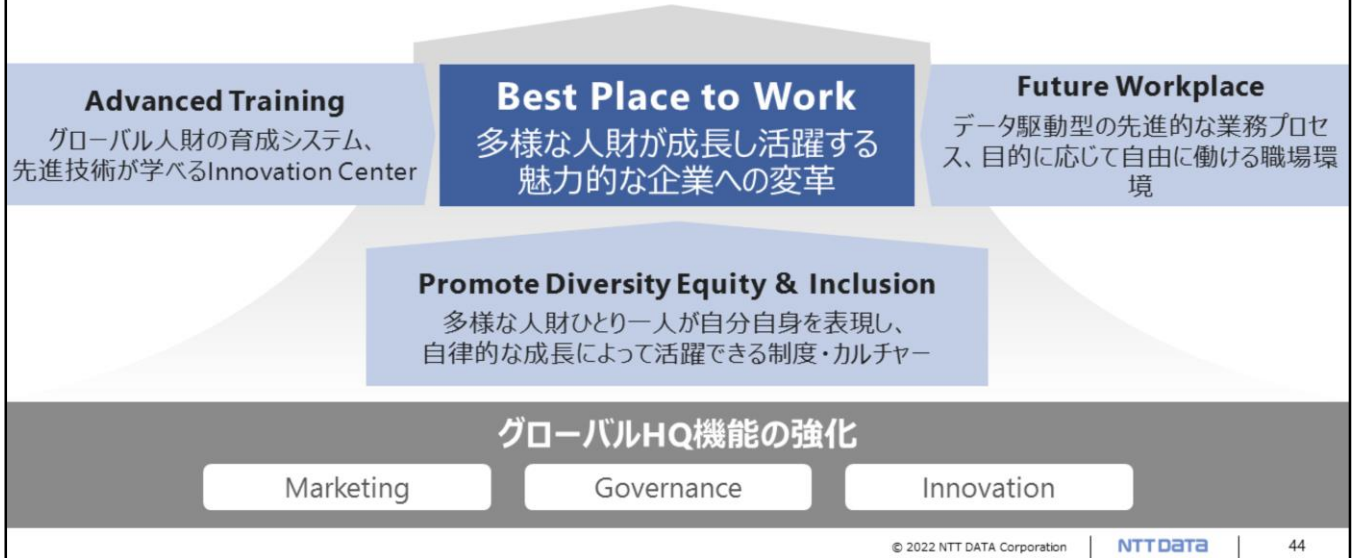 Advanced Training
グローバル人財の育成システム、
先進技術が学べるInnovation Center
Best Place to Work
多様な人財が成長し活躍する
魅力的な企業への変革
Future Workplace
データ駆動型の先進的な業務プロセ
ス、目的に応じて自由に働ける職場環
境
Promote Diversity Equity & Inclusion
多様な人財ひとり一人が自分自身を表現し、
自律的な成長によって活躍できる制度・カルチャー
グローバルHQ機能の強化
Marketing
Governance
Innovation
© 2022 NTT DATA Corporation
NTT DATA
44